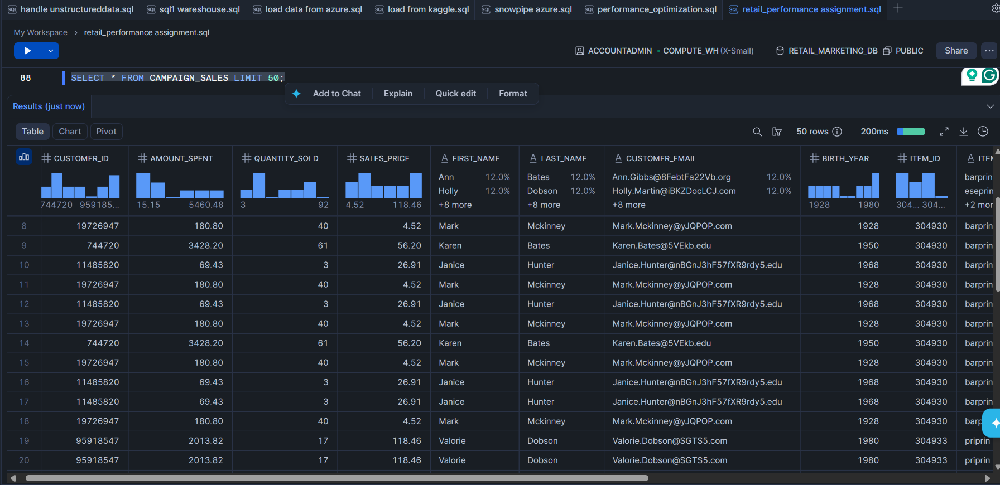 handle unstructureddata.sql sql1 wareshouse.sql load data from azure.sql load from kaggle.sql snowpipe azure.sql performance_optimization.sql retail_performance assignment.sql
My Workspace > retail_performance assignment.sql
ACCOUNTADMIN COMPUTE_WH (X-Small) RETAIL_MARKETING_DB PUBLIC Share
88 SELECT * FROM CAMPAIGN_SALES LIMIT 50;
Add to Chat Explain Quick edit Format
Results (just now)
Table Chart Pivot 50 rows 200ms
CUSTOMER_ID AMOUNT_SPENT QUANTITY_SOLD SALES_PRICE FIRST_NAME LAST_NAME CUSTOMER_EMAIL BIRTH_YEAR ITEM_ID ITEM
Ann 12.0% Bates 12.0% Ann.Gibbs@8FebtFa22Vb.org 12.0% barprin
Holly 12.0% Dobson 12.0% Holly.Martin@iBKZDocLCJ.com 12.0% eseprin
744720 959185... 15.15 5460.48 3 92 4.52 118.46 +8 more +8 more +8 more 1928 1980 304... 304... +2 mor
8 19726947 180.80 40 4.52 Mark Mckinney Mark.Mckinney@yJQPOP.com 1928 304930 barprin
9 744720 3428.20 61 56.20 Karen Bates Karen.Bates@5VEkb.edu 1950 304930 barprin
10 11485820 69.43 3 26.91 Janice Hunter Janice.Hunter@nBGnJ3hF57fXR9rdy5.edu 1968 304930 barprin
11 19726947 180.80 40 4.52 Mark Mckinney Mark.Mckinney@yJQPOP.com 1928 304930 barprin
12 11485820 69.43 3 26.91 Janice Hunter Janice.Hunter@nBGnJ3hF57fXR9rdy5.edu 1968 304930 barprin
13 19726947 180.80 40 4.52 Mark Mckinney Mark.Mckinney@yJQPOP.com 1928 304930 barprin
14 744720 3428.20 61 56.20 Karen Bates Karen.Bates@5VEkb.edu 1950 304930 barprin
15 19726947 180.80 40 4.52 Mark Mckinney Mark.Mckinney@yJQPOP.com 1928 304930 barprin
16 11485820 69.43 3 26.91 Janice Hunter Janice.Hunter@nBGnJ3hF57fXR9rdy5.edu 1968 304930 barprin
17 11485820 69.43 3 26.91 Janice Hunter Janice.Hunter@nBGnJ3hF57fXR9rdy5.edu 1968 304930 barprin
18 19726947 180.80 40 4.52 Mark Mckinney Mark.Mckinney@yJQPOP.com 1928 304930 barp
19 95918547 2013.82 17 118.46 Valorie Dobson Valorie.Dobson@SGTS5.com 1980 304933 priprin
20 95918547 2013.82 17 118.46 Valorie Dobson Valorie.Dobson@SGTS5.com 1980 304933 priprin